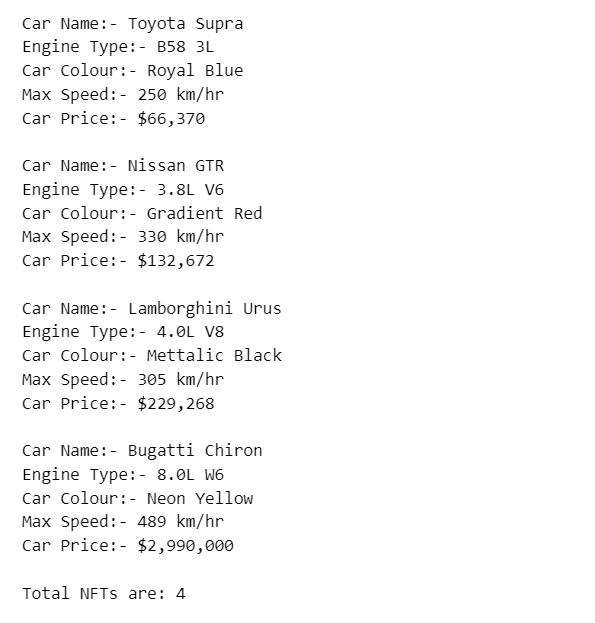 Car Name:- Toyota Supra
Engine Type:- B58 3L
Car Colour:- Royal Blue
Max Speed:- 250 km/hr
Car Price:- $66,370
Car Name:- Nissan GTR
Engine Type:- 3.8L V6
Car Colour:- Gradient Red
Max Speed:- 330 km/hr
Car Price:- $132,672
Car Name:- Lamborghini Urus
Engine Type:- 4.0L V8
Car Colour:- Mettalic Black
Max Speed:- 305 km/hr
Car Price:- $229,268
Car Name:- Bugatti Chiron
Engine Type:- 8.0L W6
Car Colour:- Neon Yellow
Max Speed:- 489 km/hr
Car Price:- $2,990,000
Total NFTs are: 4